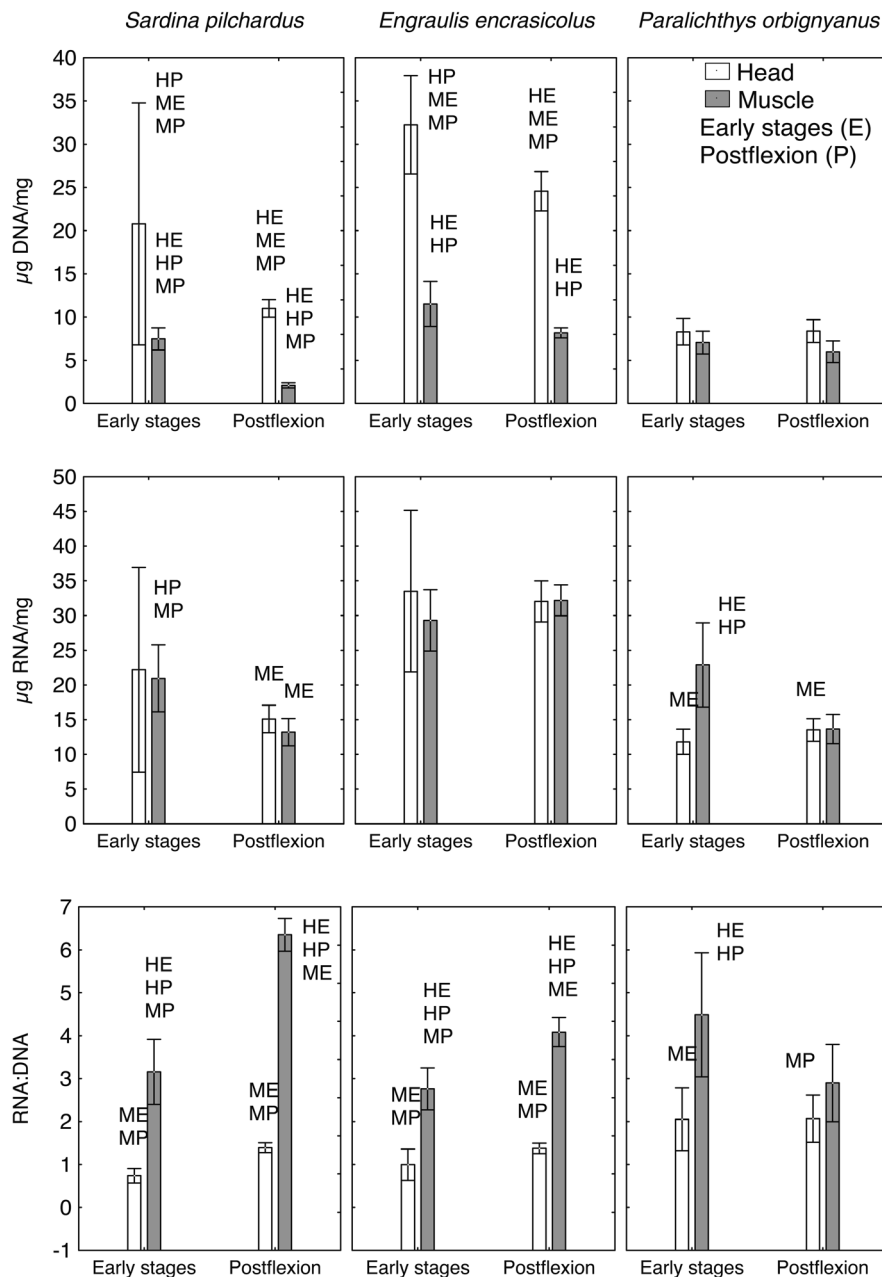 Sardina pilchardus
Engraulis encrasicolus
Paralichthys orbignyanus
µg DNA/mg
40
35
30
25
20
15
10
5
0
HP
ME
MP
HE
HP
MP
HE
ME
MP
HE
HP
MP
Early stages
Postflexion
HP
ME
MP
HE
HP
HE
ME
MP
HE
HP
Early stages
Postflexion
Head
Muscle
Early stages (E)
Postflexion (P)
Early stages
Postflexion
µg RNA/mg
50
45
40
35
30
25
20
15
10
5
0
HP
MP
ME
ME
Early stages
Postflexion
Early stages
Postflexion
ME
HE
HP
ME
Early stages
Postflexion
RNA:DNA
7
6
5
4
3
2
1
0
-1
ME
MP
HE
HP
MP
ME
MP
HE
HP
ME
Early stages
Postflexion
ME
MP
HE
HP
MP
ME
MP
HE
HP
ME
Early stages
Postflexion
ME
HE
HP
MP
Early stages
Postflexion